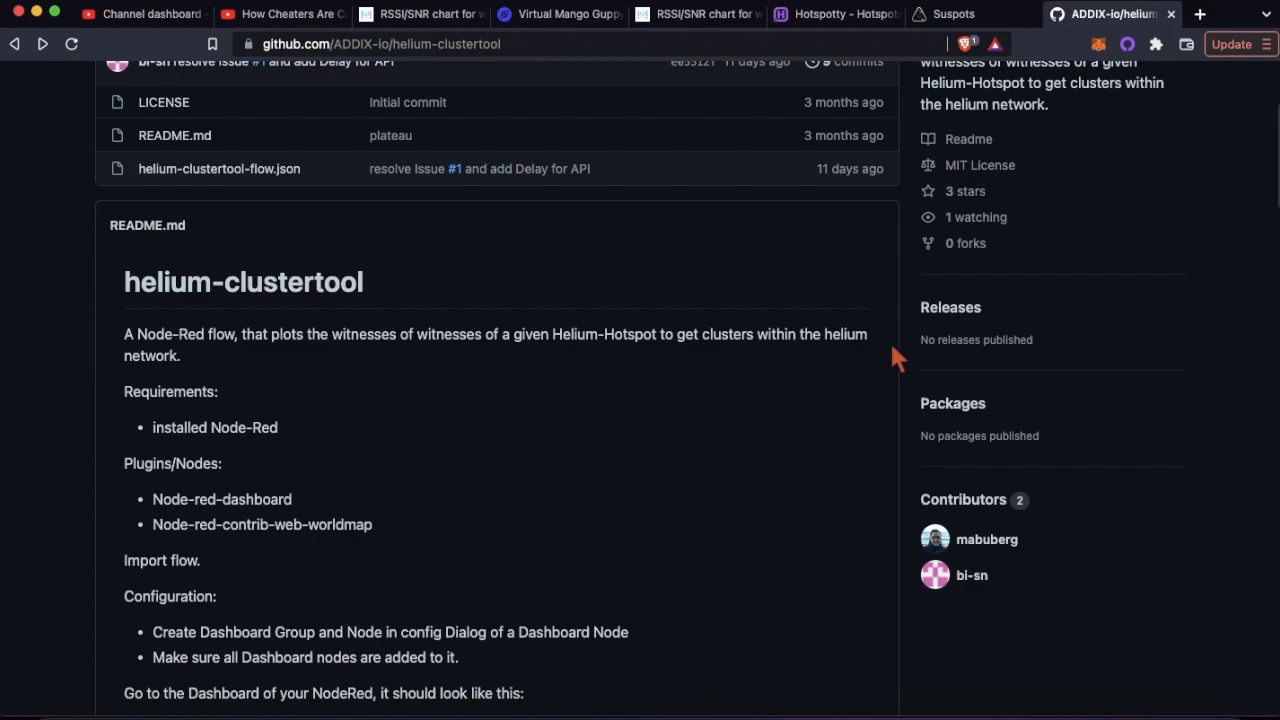 Channel dashboard
How Cheaters Are C
RSSI/SNR chart for w
Virtual Mango Gupp
RSSI/SNR chart for w
Hotspotty - Hotspot
Suspots
ADDIX-io/helium
github.com/ADDIX-io/helium-clustertool
1
Update
bi-sn resolve Issue #1 and add Delay for API
11 days ago
9 commits
LICENSE
Initial commit
3 months ago
README.md
plateau
3 months ago
helium-clustertool-flow.json
resolve Issue #1 and add Delay for API
11 days ago
README.md
helium-clustertool
A Node-Red flow, that plots the witnesses of witnesses of a given Helium-Hotspot to get clusters within the helium
network.
Requirements:
• installed Node-Red
Plugins/Nodes:
• Node-red-dashboard
• Node-red-contrib-web-worldmap
Import flow.
Configuration:
• Create Dashboard Group and Node in config Dialog of a Dashboard Node
• Make sure all Dashboard nodes are added to it.
Go to the Dashboard of your NodeRed, it should look like this:
witnesses of witnesses of a given
Helium-Hotspot to get clusters within
the helium network.
Readme
MIT License
3 stars
1 watching
0 forks
Releases
No releases published
Packages
No packages published
Contributors 2
mabuberg
bi-sn